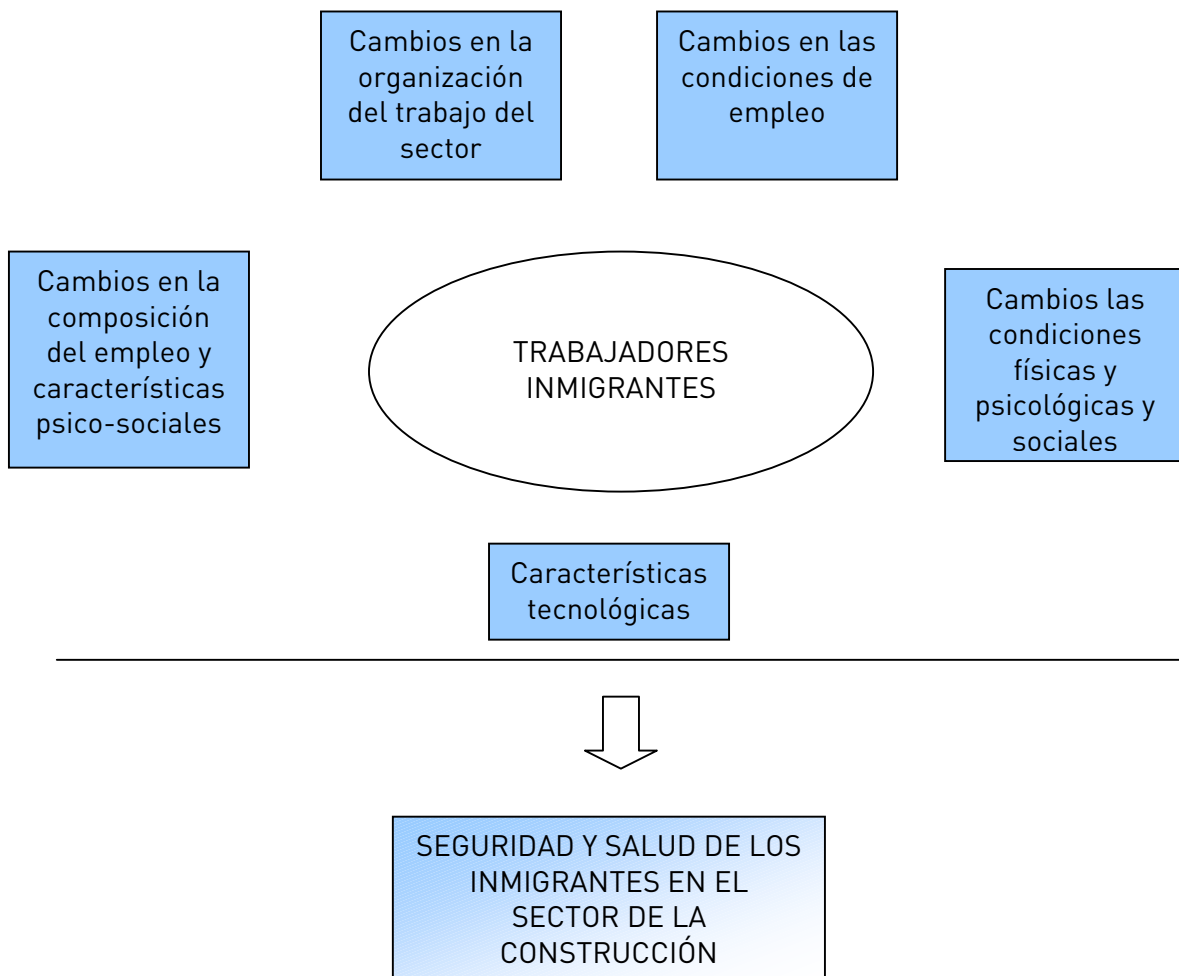 Cambios en la
organización
del trabajo del
sector
Cambios en las
condiciones de
empleo
Cambios en la
composición
del empleo y
característícas
psico-sociales
TRABAJADORES
INMIGRANTES
Cambios las
condiciones
físicas y
psicológicas y
sociales
Característícas
tecnológicas
SEGURIDAD Y SALUD DE LOS
INMIGRANTES EN EL
SECTOR DE LA
CONSTRUCCIÓN